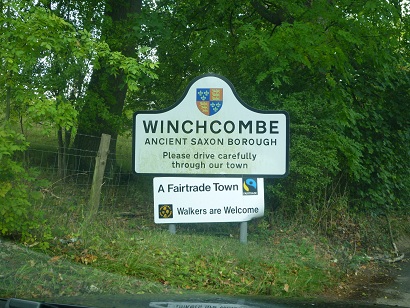 WINCHCOMBE
ANCIENT SAXON BOROUGH
Please drive carefully
through our town
A Fairtrade Town
Walkers are Welcome